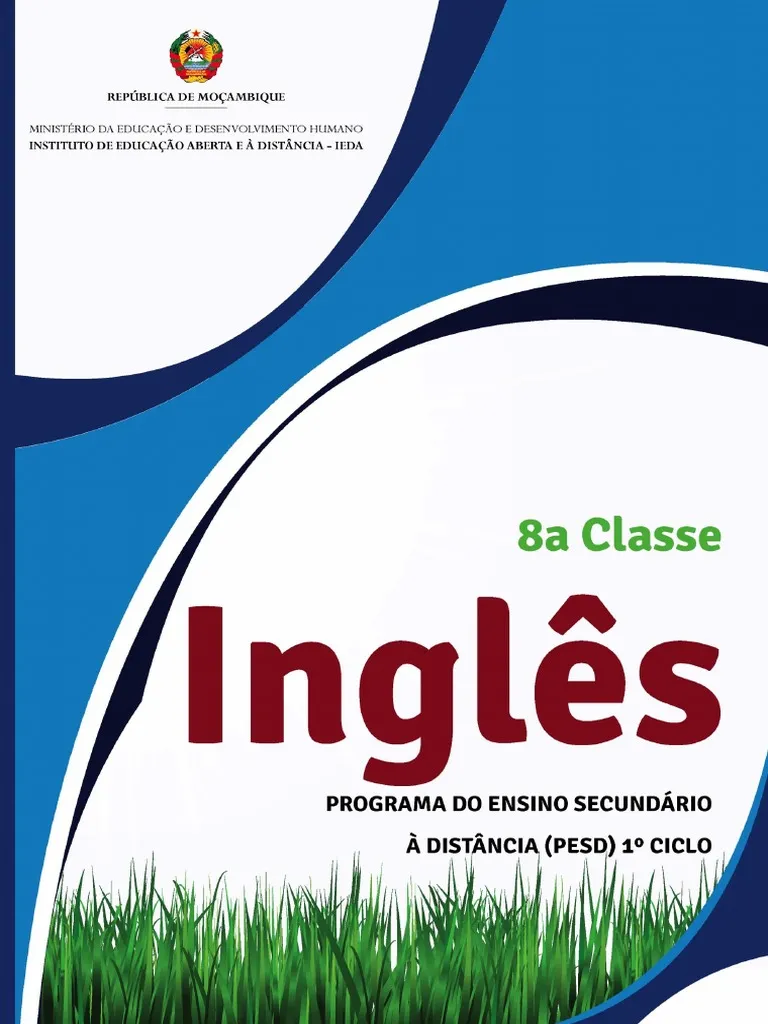 REPÚBLICA DE MOÇAMBIQUE
MINISTÉRIO DA EDUCAÇÃO E DESENVOLVIMENTO HUMANO
INSTITUTO DE EDUCAÇÃO ABERTA E À DISTÂNCIA - IEDA
8a Classe
Inglês
PROGRAMA DO ENSINO SECUNDÁRIO
À DISTÂNCIA (PESD) 1º CICLO